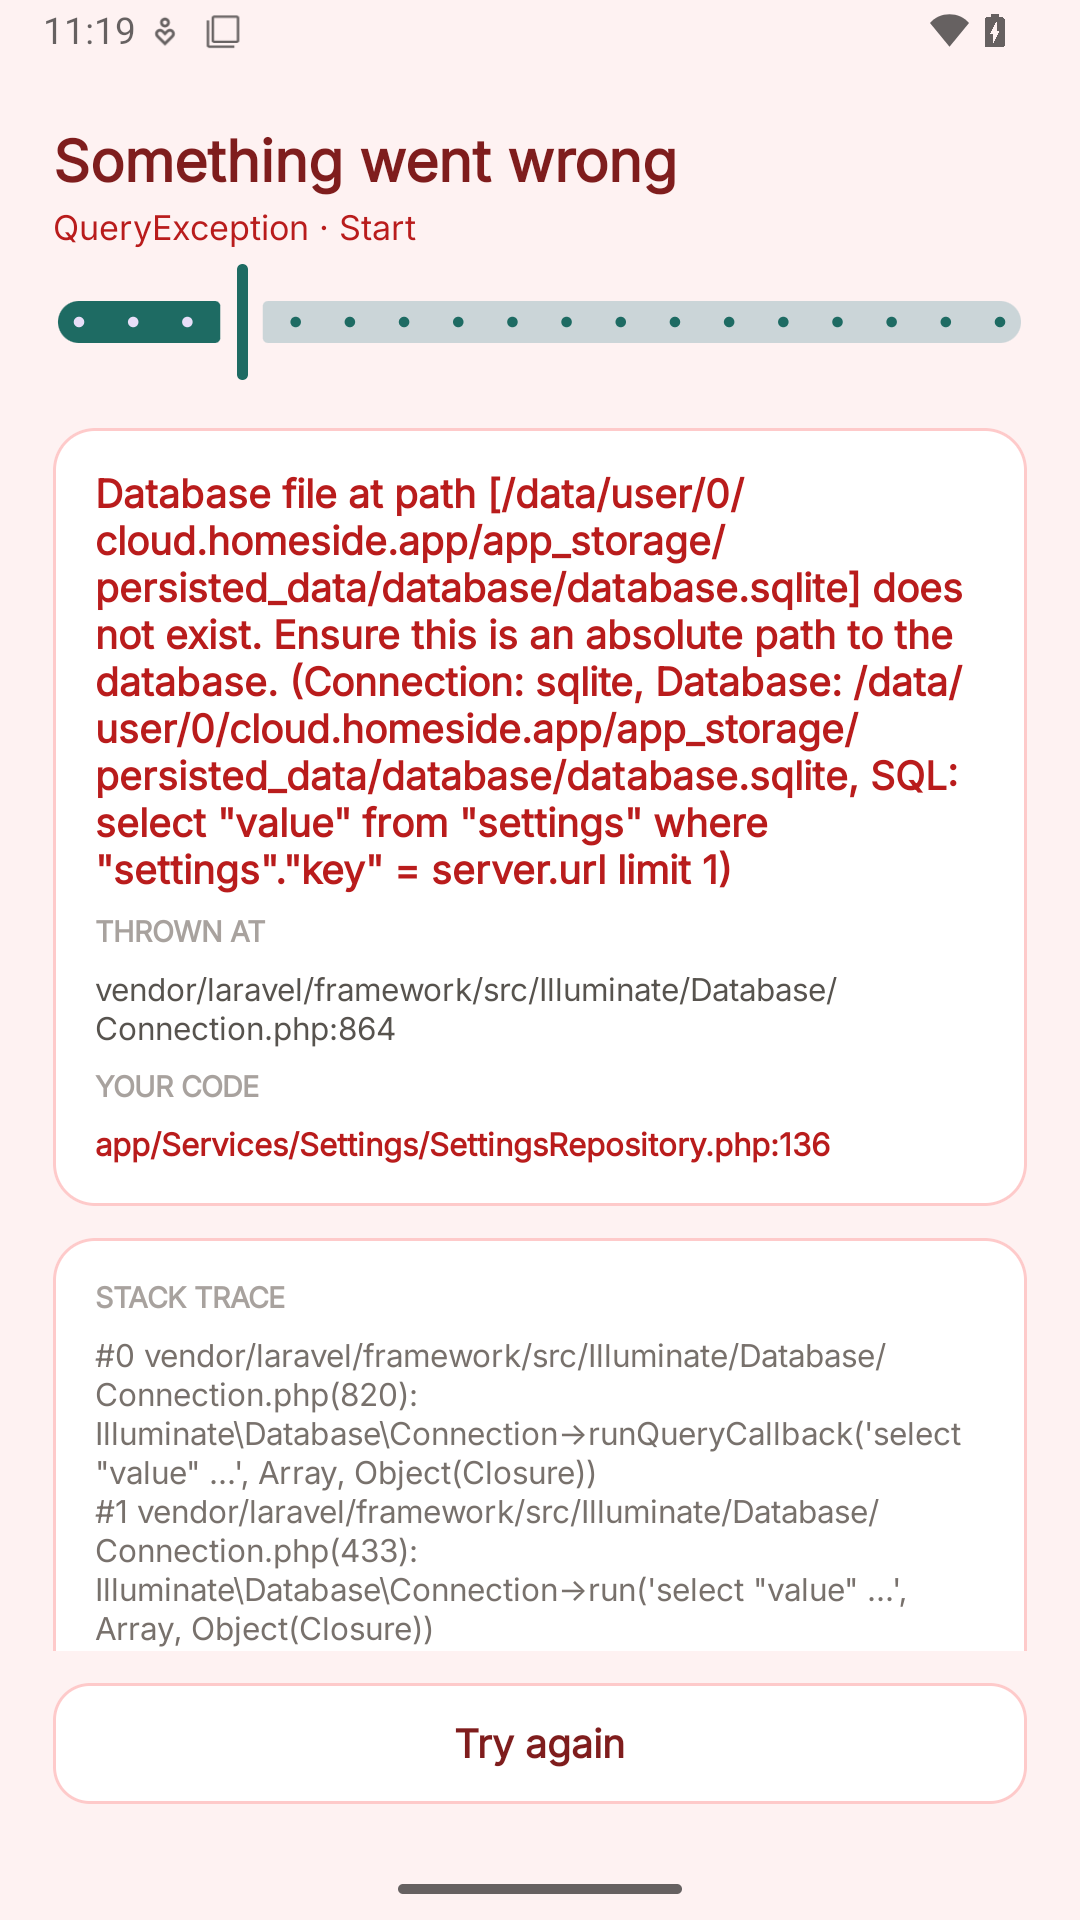 11:19
Something went wrong
QueryException · Start
Database file at path [/data/user/0/
cloud.homeside.app/app_storage/
persisted_data/database/database.sqlite] does
not exist. Ensure this is an absolute path to the
database. (Connection: sqlite, Database: /data/
user/0/cloud.homeside.app/app_storage/
persisted_data/database/database.sqlite, SQL:
select "value" from "settings" where
"settings"."key" = server.url limit 1)
THROWN AT
vendor/laravel/framework/src/Illuminate/Database/
Connection.php:864
YOUR CODE
app/Services/Settings/SettingsRepository.php:136
STACK TRACE
#0 vendor/laravel/framework/src/Illuminate/Database/
Connection.php(820):
Illuminate\Database\Connection->runQueryCallback('select
"value" ...', Array, Object(Closure))
#1 vendor/laravel/framework/src/Illuminate/Database/
Connection.php(433):
Illuminate\Database\Connection->run('select "value" ...',
Array, Object(Closure))
Try again